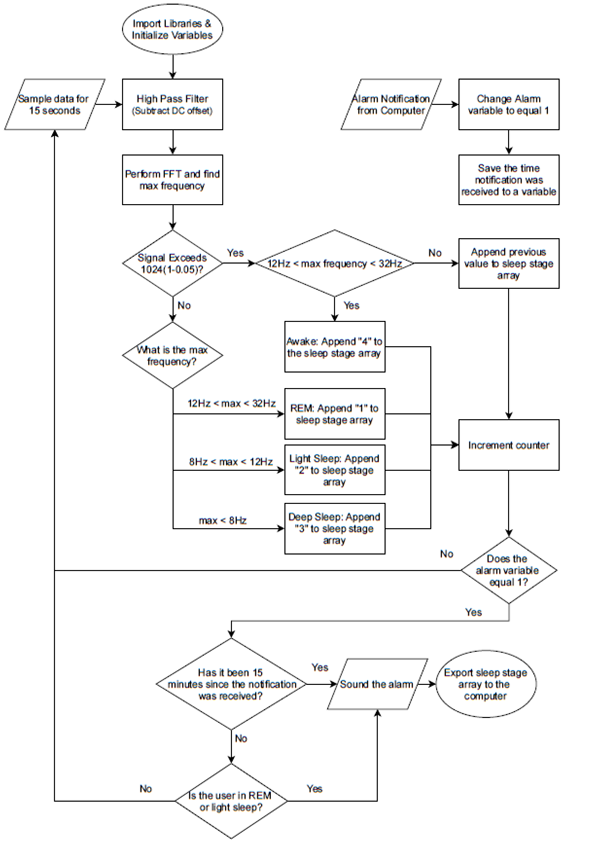 Import Libraries &
Initialize Variables
Sample data for
15 seconds
High Pass Filter
(Subtract DC offset)
Alarm Notification
from Computer
Change Alarm
variable to equal 1
Perform FFT and find
max frequency
Save the time
notification was
received to a variable
Signal Exceeds
1024(1-0.05)?
Yes
12Hz < max frequency < 32Hz
No
Append previous
value to sleep stage
array
No
Yes
What is the max
frequency?
Awake: Append "4" to
the sleep stage array
12Hz < max < 32Hz
REM: Append "1" to
sleep stage array
Increment counter
8Hz < max < 12Hz
Light Sleep: Append
"2" to sleep stage
array
max < 8Hz
Deep Sleep: Append
"3" to sleep stage
array
No
Does the
alarm variable
equal 1?
Yes
Has it been 15
minutes since the notification
was received?
Yes
Sound the alarm
Export sleep stage
array to the
computer
No
No
Is the user in REM
or light sleep?
Yes